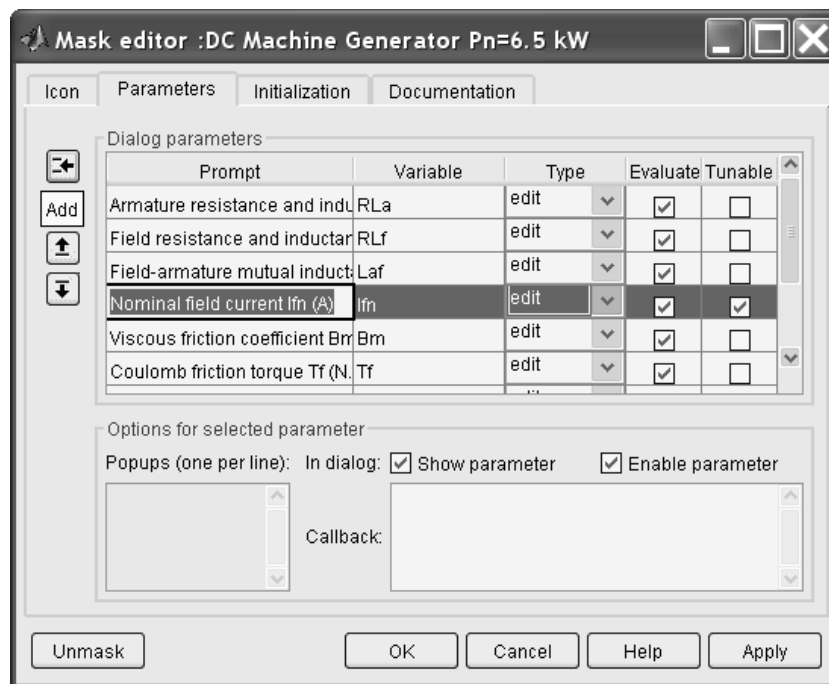 Mask editor :DC Machine Generator Pn=6.5 kW
Icon Parameters Initialization Documentation
Dialog parameters
Prompt Variable Type Evaluate Tunable
Add
Armature resistance and indu RLa edit
Field resistance and inductar RLf edit
Field-armature mutual induct Laf edit
Nominal field current Ifn (A) Ifn edit
Viscous friction coefficient Bm Bm edit
Coulomb friction torque Tf (N. Tf edit
Options for selected parameter
Popups (one per line): In dialog: Show parameter Enable parameter
Callback:
Unmask OK Cancel Help Apply